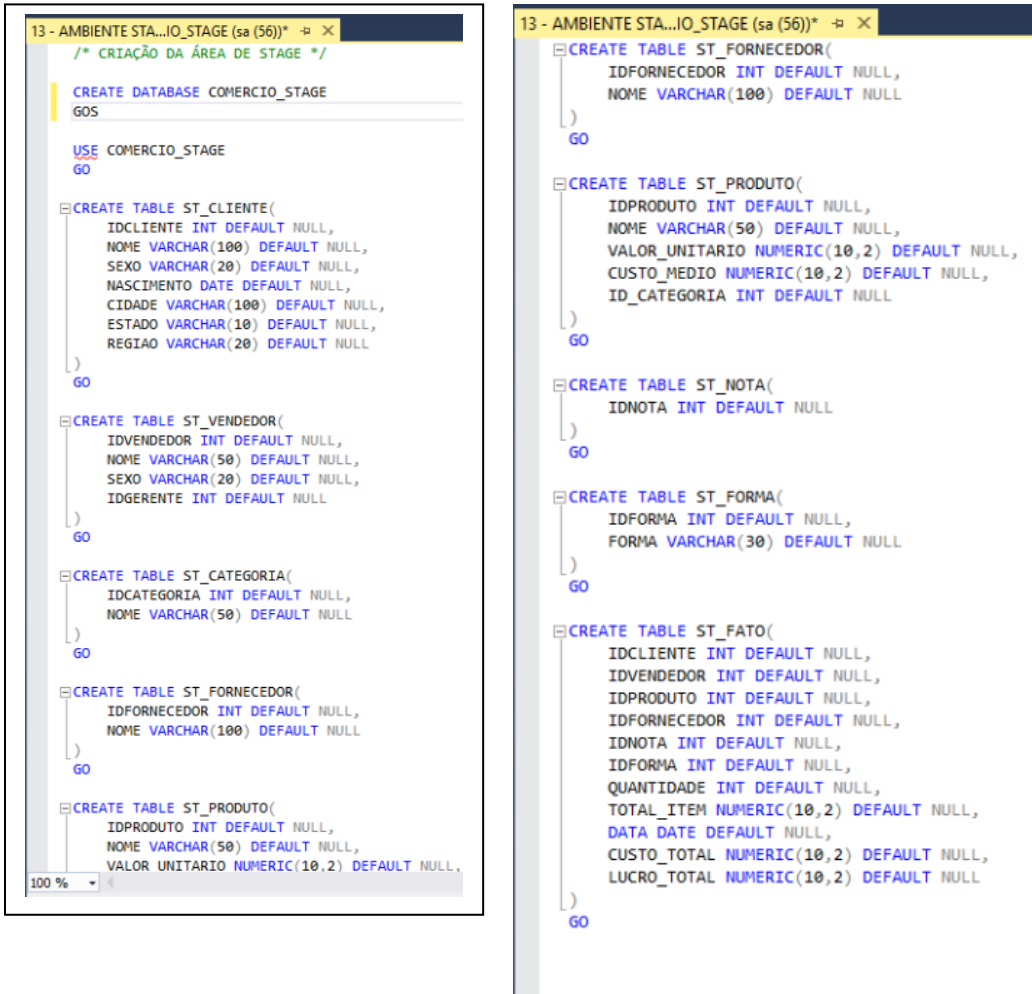 13 - AMBIENTE STA...IO_STAGE (sa (56))*
/* CRIAÇÃO DA ÁREA DE STAGE */
CREATE DATABASE COMERCIO_STAGE
GOS
USE COMERCIO_STAGE
GO
CREATE TABLE ST_CLIENTE(
IDCLIENTE INT DEFAULT NULL,
NOME VARCHAR(100) DEFAULT NULL,
SEXO VARCHAR(20) DEFAULT NULL,
NASCIMENTO DATE DEFAULT NULL,
CIDADE VARCHAR(100) DEFAULT NULL,
ESTADO VARCHAR(10) DEFAULT NULL,
REGIAO VARCHAR(20) DEFAULT NULL
)
GO
CREATE TABLE ST_VENDEDOR(
IDVENDEDOR INT DEFAULT NULL,
NOME VARCHAR(50) DEFAULT NULL,
SEXO VARCHAR(20) DEFAULT NULL,
IDGERENTE INT DEFAULT NULL
)
GO
CREATE TABLE ST_CATEGORIA(
IDCATEGORIA INT DEFAULT NULL,
NOME VARCHAR(50) DEFAULT NULL
)
GO
CREATE TABLE ST_FORNECEDOR(
IDFORNECEDOR INT DEFAULT NULL,
NOME VARCHAR(100) DEFAULT NULL
)
GO
CREATE TABLE ST_PRODUTO(
IDPRODUTO INT DEFAULT NULL,
NOME VARCHAR(50) DEFAULT NULL,
VALOR_UNITARIO NUMERIC(10,2) DEFAULT NULL,
100 %
13 - AMBIENTE STA...IO_STAGE (sa (56))*
CREATE TABLE ST_FORNECEDOR(
IDFORNECEDOR INT DEFAULT NULL,
NOME VARCHAR(100) DEFAULT NULL
)
GO
CREATE TABLE ST_PRODUTO(
IDPRODUTO INT DEFAULT NULL,
NOME VARCHAR(50) DEFAULT NULL,
VALOR_UNITARIO NUMERIC(10,2) DEFAULT NULL,
CUSTO_MEDIO NUMERIC(10,2) DEFAULT NULL,
ID_CATEGORIA INT DEFAULT NULL
)
GO
CREATE TABLE ST_NOTA(
IDNOTA INT DEFAULT NULL
)
GO
CREATE TABLE ST_FORMA(
IDFORMA INT DEFAULT NULL,
FORMA VARCHAR(30) DEFAULT NULL
)
GO
CREATE TABLE ST_FATO(
IDCLIENTE INT DEFAULT NULL,
IDVENDEDOR INT DEFAULT NULL,
IDPRODUTO INT DEFAULT NULL,
IDFORNECEDOR INT DEFAULT NULL,
IDNOTA INT DEFAULT NULL,
IDFORMA INT DEFAULT NULL,
QUANTIDADE INT DEFAULT NULL,
TOTAL_ITEM NUMERIC(10,2) DEFAULT NULL,
DATA DATE DEFAULT NULL,
CUSTO_TOTAL NUMERIC(10,2) DEFAULT NULL,
LUCRO_TOTAL NUMERIC(10,2) DEFAULT NULL
)
GO